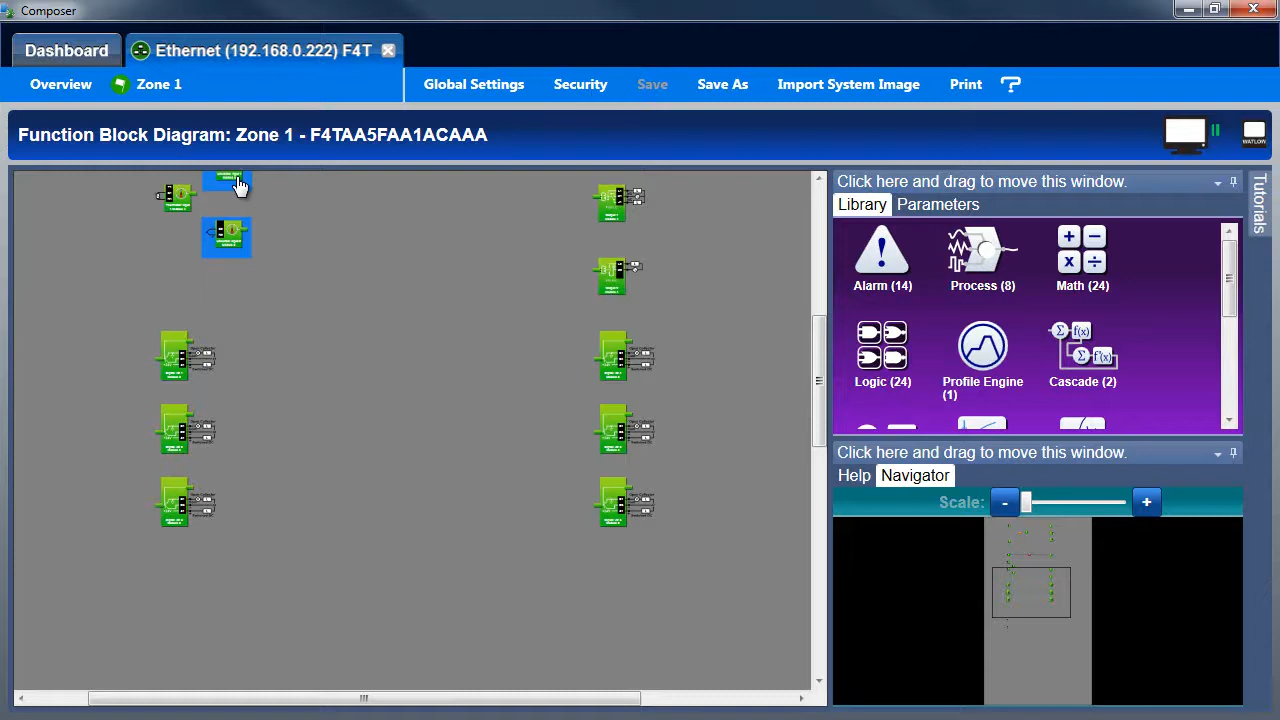 Composer
Dashboard
Ethernet (192.168.0.222) F4T
Overview
Zone 1
Global Settings
Security
Save
Save As
Import System Image
Print
Function Block Diagram: Zone 1 - F4TAA5FAA1ACAAA
WATLOW
Click here and drag to move this window.
Library
Parameters
Tutorials
Alarm (14)
Process (8)
Math (24)
Logic (24)
Profile Engine
(1)
Cascade (2)
Click here and drag to move this window.
Help
Navigator
Scale: